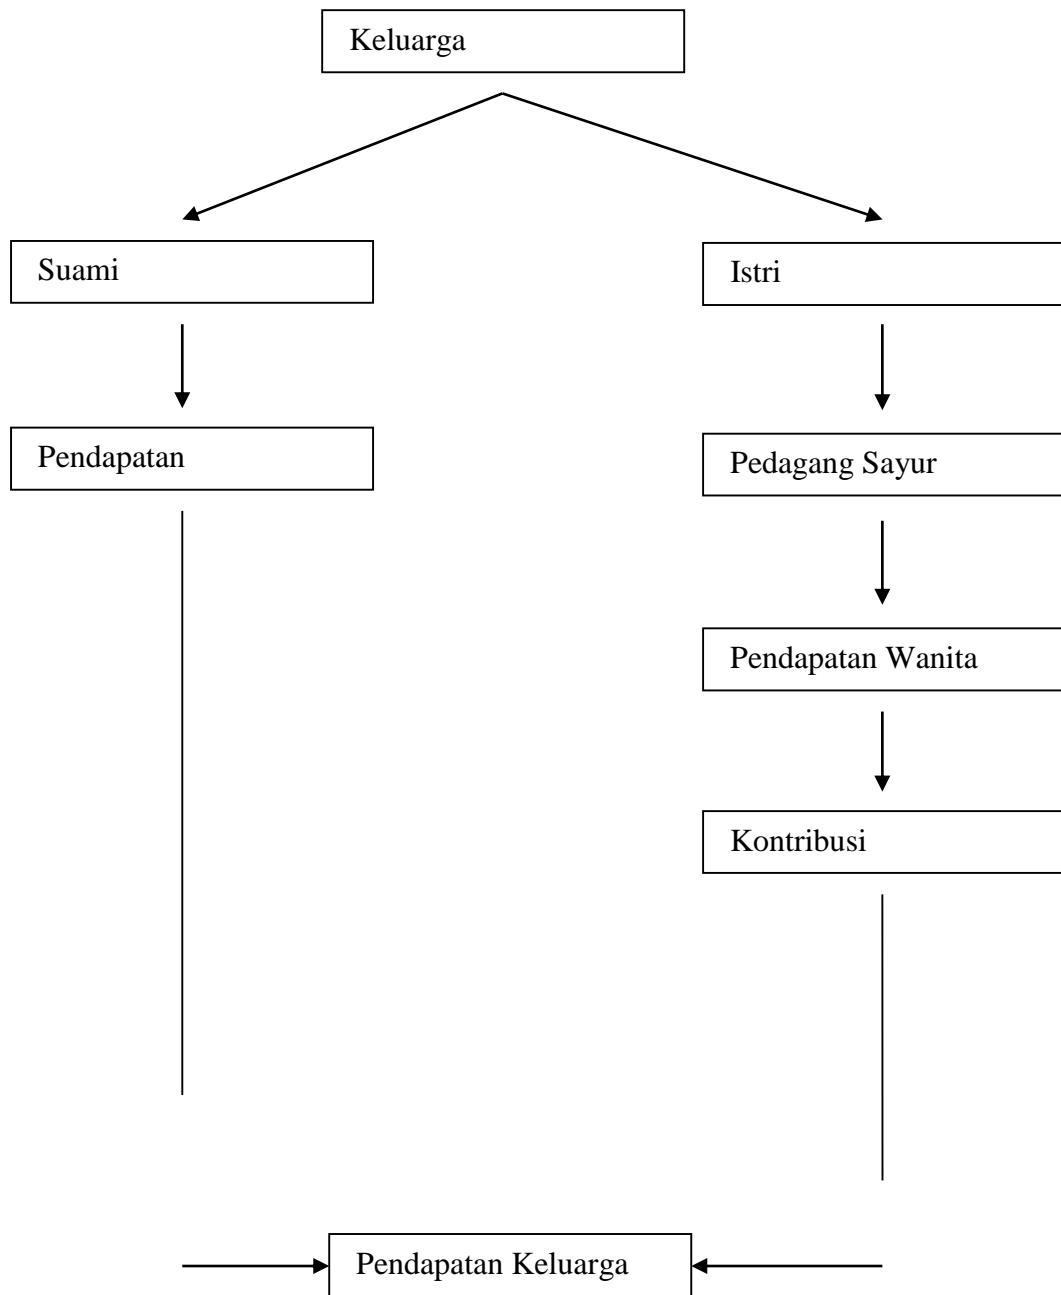 Keluarga
Suami
Istri
Pendapatan
Pedagang Sayur
Pendapatan Wanita
Kontribusi
Pendapatan Keluarga